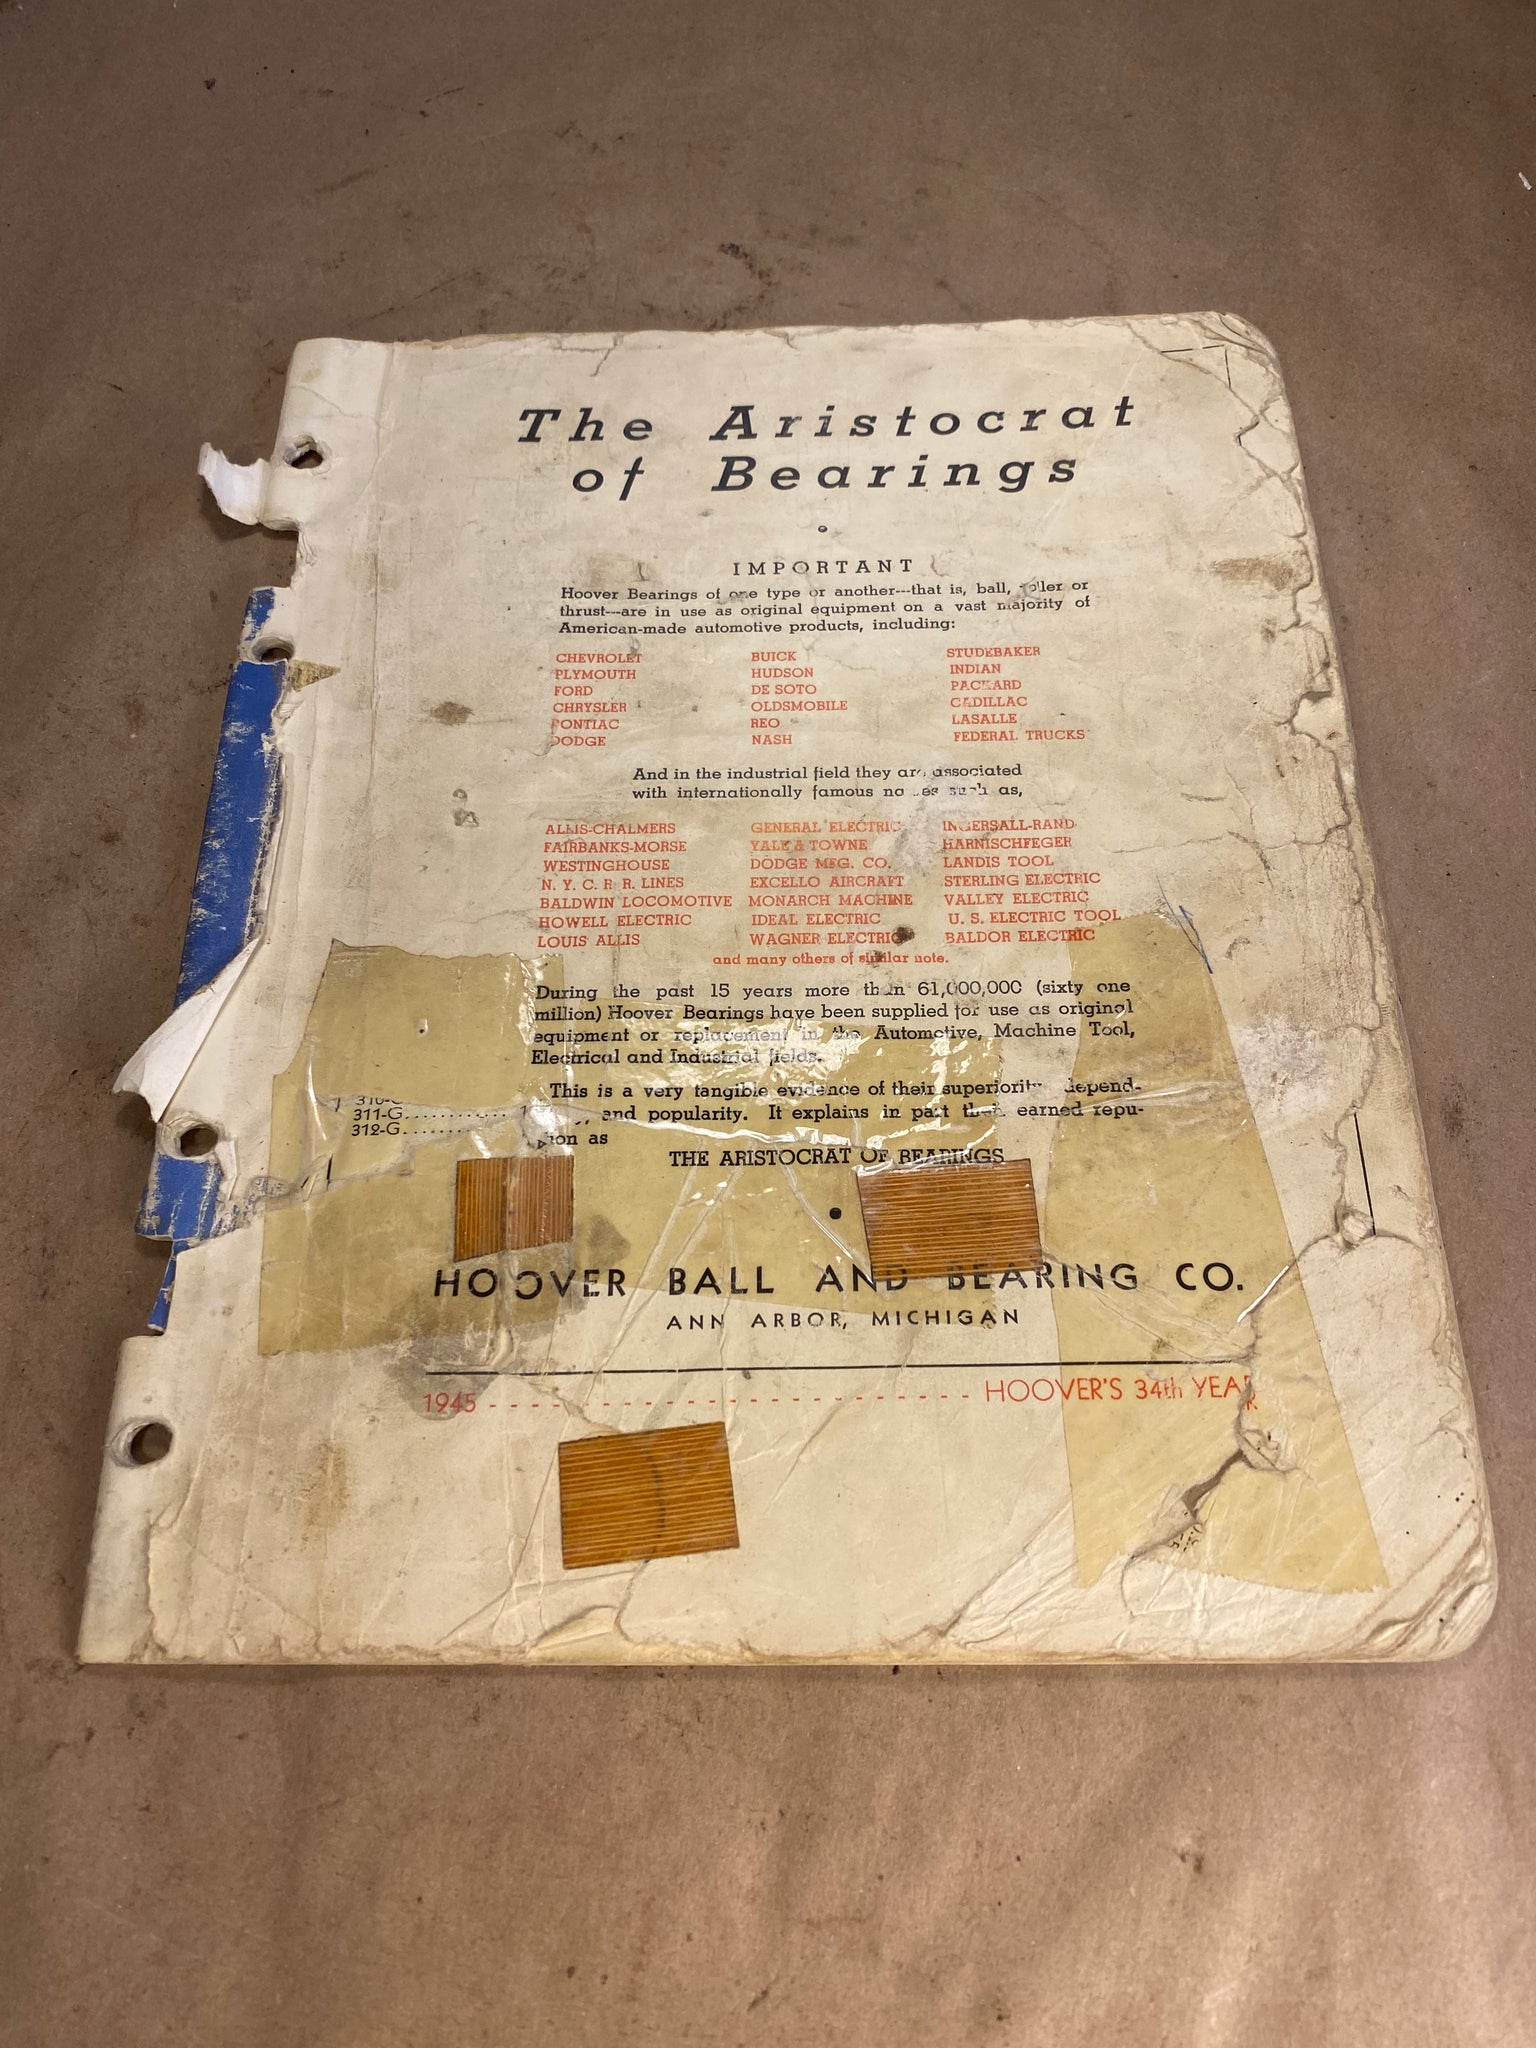 The Aristocrat
of Bearings
IMPORTANT
Hoover Bearings of one type or another---that is, ball, roller or
thrust---are in use as original equipment on a vast majority of
American-made automotive products, including:
CHEVROLET BUICK STUDEBAKER
PLYMOUTH HUDSON INDIAN
FORD DE SOTO PACKARD
CHRYSLER OLDSMOBILE CADILLAC
PONTIAC REO LASALLE
DODGE NASH FEDERAL TRUCKS
And in the industrial field they are associated
with internationally famous names such as,
ALLIS-CHALMERS GENERAL ELECTRIC INGERSALL-RAND
FAIRBANKS-MORSE YALE & TOWNE HARNISCHFEGER
WESTINGHOUSE DODGE MFG. CO. LANDIS TOOL
N. Y. C. R. R. LINES EXCELLO AIRCRAFT STERLING ELECTRIC
BALDWIN LOCOMOTIVE MONARCH MACHINE VALLEY ELECTRIC
HOWELL ELECTRIC IDEAL ELECTRIC U. S. ELECTRIC TOOL
LOUIS ALLIS WAGNER ELECTRIC BALDOR ELECTRIC
and many others of similar note.
During the past 15 years more than 61,000,000 (sixty one
million) Hoover Bearings have been supplied for use as original
equipment or replacement in the Automotive, Machine Tool,
Electrical and Industrial fields.
This is a very tangible evidence of their superiority depend-
and popularity. It explains in part their earned repu-
as
310-G
311-G............
312-G.....
THE ARISTOCRAT OF BEARINGS
HOOVER BALL AND BEARING CO.
ANN ARBOR, MICHIGAN
1945 - - - - - - - - - - - - - - - - - - - - - - - - HOOVER'S 34th YEAR